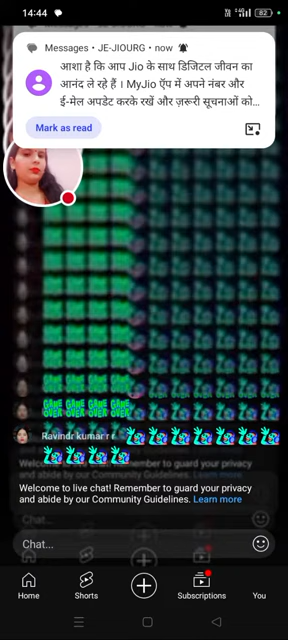 14:44
82
Messages • JE-JIOURG • now
आशा है कि आप Jio के साथ डिजिटल जीवन का
आनंद ले रहे हैं । MyJio ऍप में अपने नंबर और
ई-मेल अपडेट करके रखें और ज़रूरी सूचनाओं को...
Mark as read
GAME OVER GAME OVER GAME OVER GAME OVER
Ravindr kumar r r
Welcome to live chat! Remember to guard your privacy
and abide by our Community Guidelines. Learn more
Chat...
Home Shorts Subscriptions You